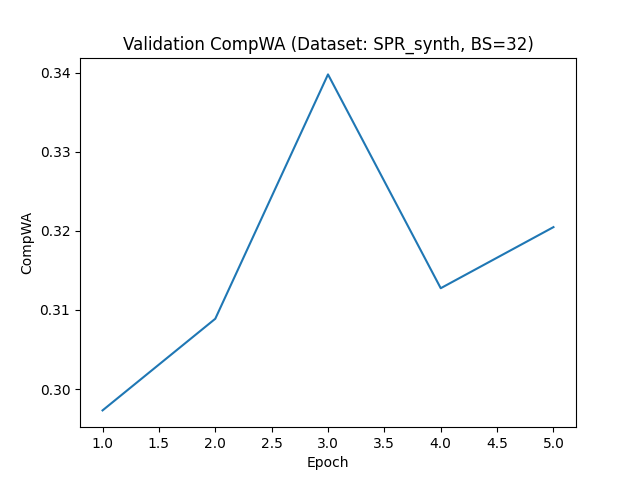 Validation CompWA (Dataset: SPR_synth, BS=32)
0.34
0.33
0.32
0.31
0.30
CompWA
1.0 1.5 2.0 2.5 3.0 3.5 4.0 4.5 5.0
Epoch